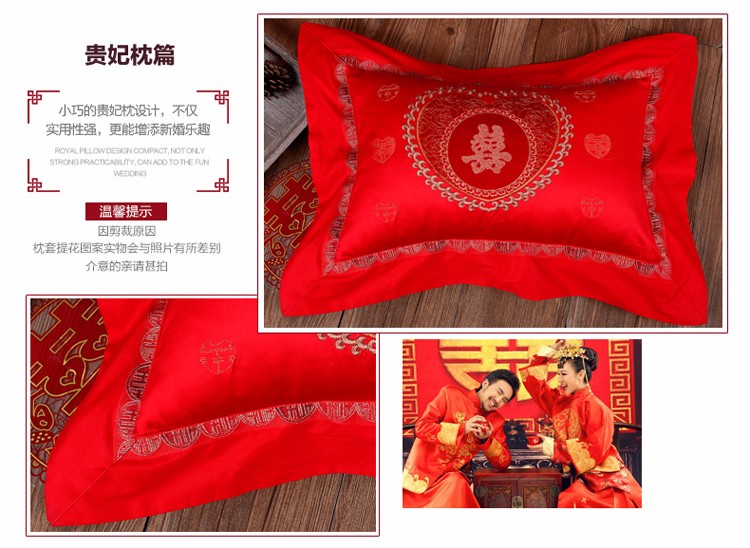 贵妃枕篇
小巧的贵妃枕设计，不仅
实用性强，更能增添新婚乐趣
ROYAL PILLOW DESIGN COMPACT, NOT ONLY
STRONG PRACTICABILITY, CAN ADD TO THE FUN
WEDDING
温馨提示
因剪裁原因
枕套提花图案实物会与照片有所差别
介意的亲请甚拍
囍